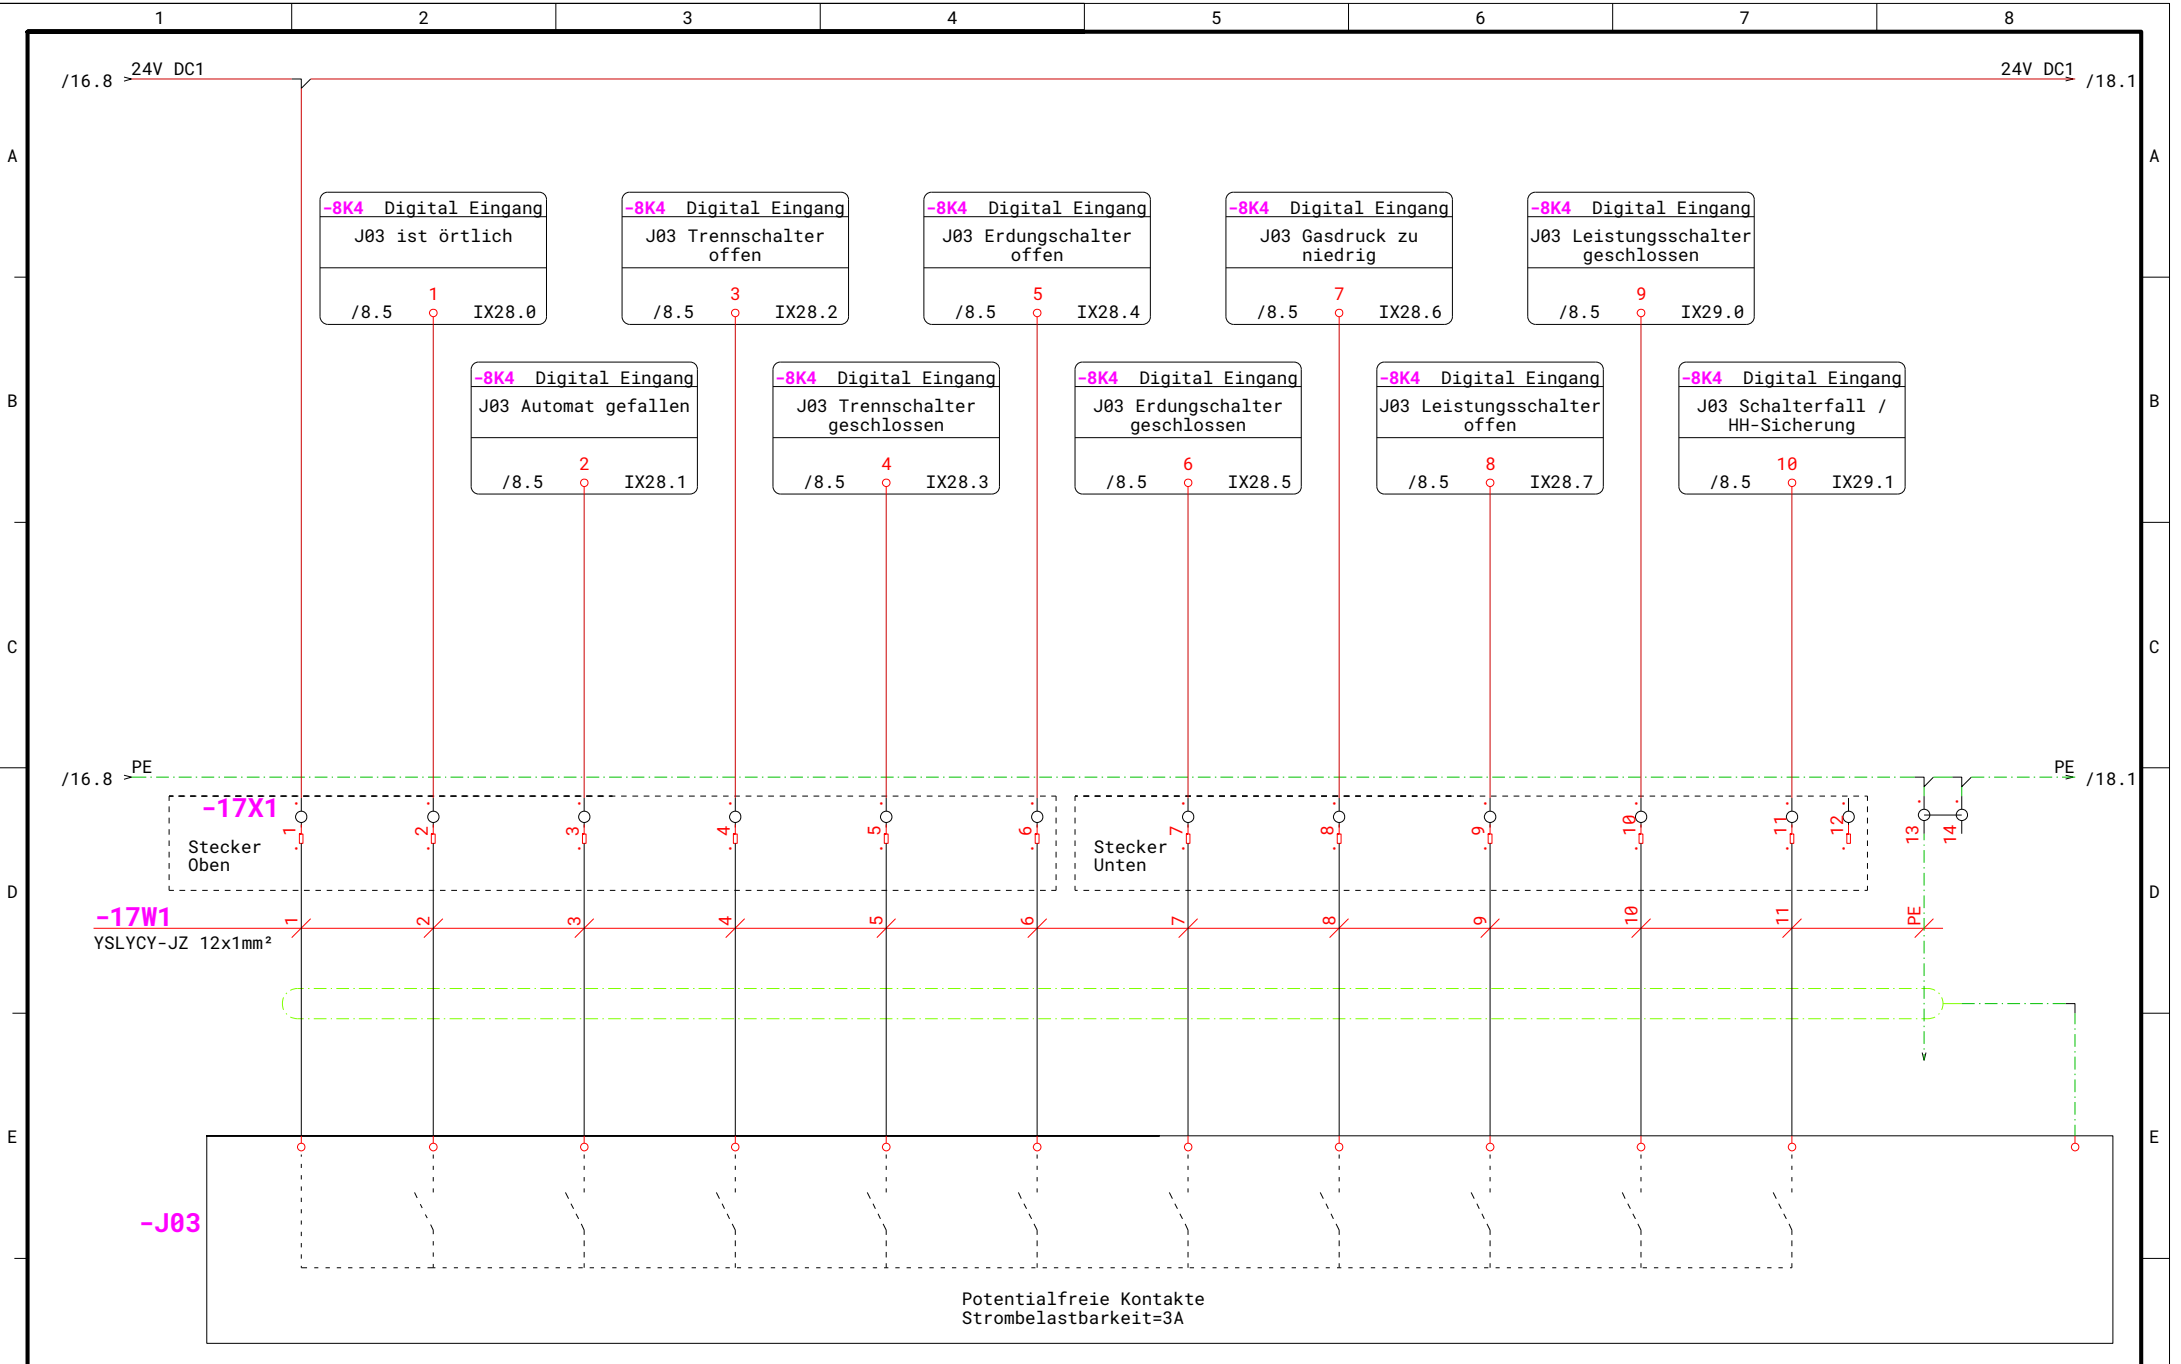 1 2 3 4 5 6 7 8
24V DC1 24V DC1
/16.8 /18.1
A A
-8K4 Digital Eingang
J03 ist örtlich
1
/8.5 IX28.0
-8K4 Digital Eingang
J03 Trennschalter
offen
3
/8.5 IX28.2
-8K4 Digital Eingang
J03 Erdungschalter
offen
5
/8.5 IX28.4
-8K4 Digital Eingang
J03 Gasdruck zu
niedrig
7
/8.5 IX28.6
-8K4 Digital Eingang
J03 Leistungsschalter
geschlossen
9
/8.5 IX29.0
-8K4 Digital Eingang
J03 Automat gefallen
2
/8.5 IX28.1
-8K4 Digital Eingang
J03 Trennschalter
geschlossen
4
/8.5 IX28.3
-8K4 Digital Eingang
J03 Erdungschalter
geschlossen
6
/8.5 IX28.5
-8K4 Digital Eingang
J03 Leistungsschalter
offen
8
/8.5 IX28.7
-8K4 Digital Eingang
J03 Schalterfall /
HH-Sicherung
10
/8.5 IX29.1
B B
C C
PE PE
/16.8 /18.1
-17X1
1 2 3 4 5 6 7 8 9 10 11 12 13 14
Stecker
Oben
Stecker
Unten
D D
-17W1
1 2 3 4 5 6 7 8 9 10 11 PE
YSLYCY-JZ 12x1mm²
E E
-J03
Potentialfreie Kontakte
Strombelastbarkeit=3A